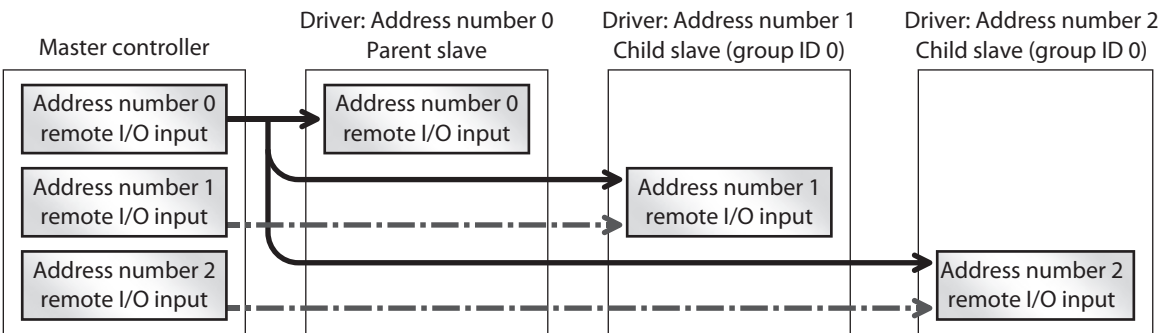 Master controller
Driver: Address number 0
Parent slave
Driver: Address number 1
Child slave (group ID 0)
Driver: Address number 2
Child slave (group ID 0)
Address number 0
remote I/O input
Address number 1
remote I/O input
Address number 2
remote I/O input
Address number 0
remote I/O input
Address number 1
remote I/O input
Address number 2
remote I/O input